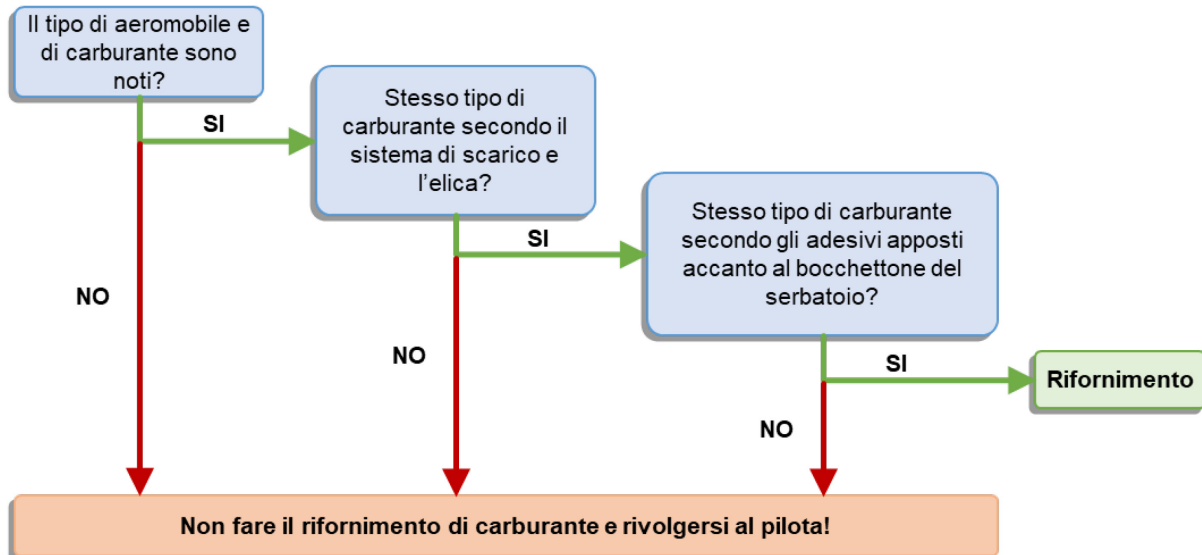 Il tipo di aeromobile e
di carburante sono
noti?
SI
Stesso tipo di
carburante secondo il
sistema di scarico e
l'elica?
SI
Stesso tipo di carburante
secondo gli adesivi apposti
accanto al bocchettone del
serbatoio?
SI
Rifornimento
NO
NO
NO
Non fare il rifornimento di carburante e rivolgersi al pilota!